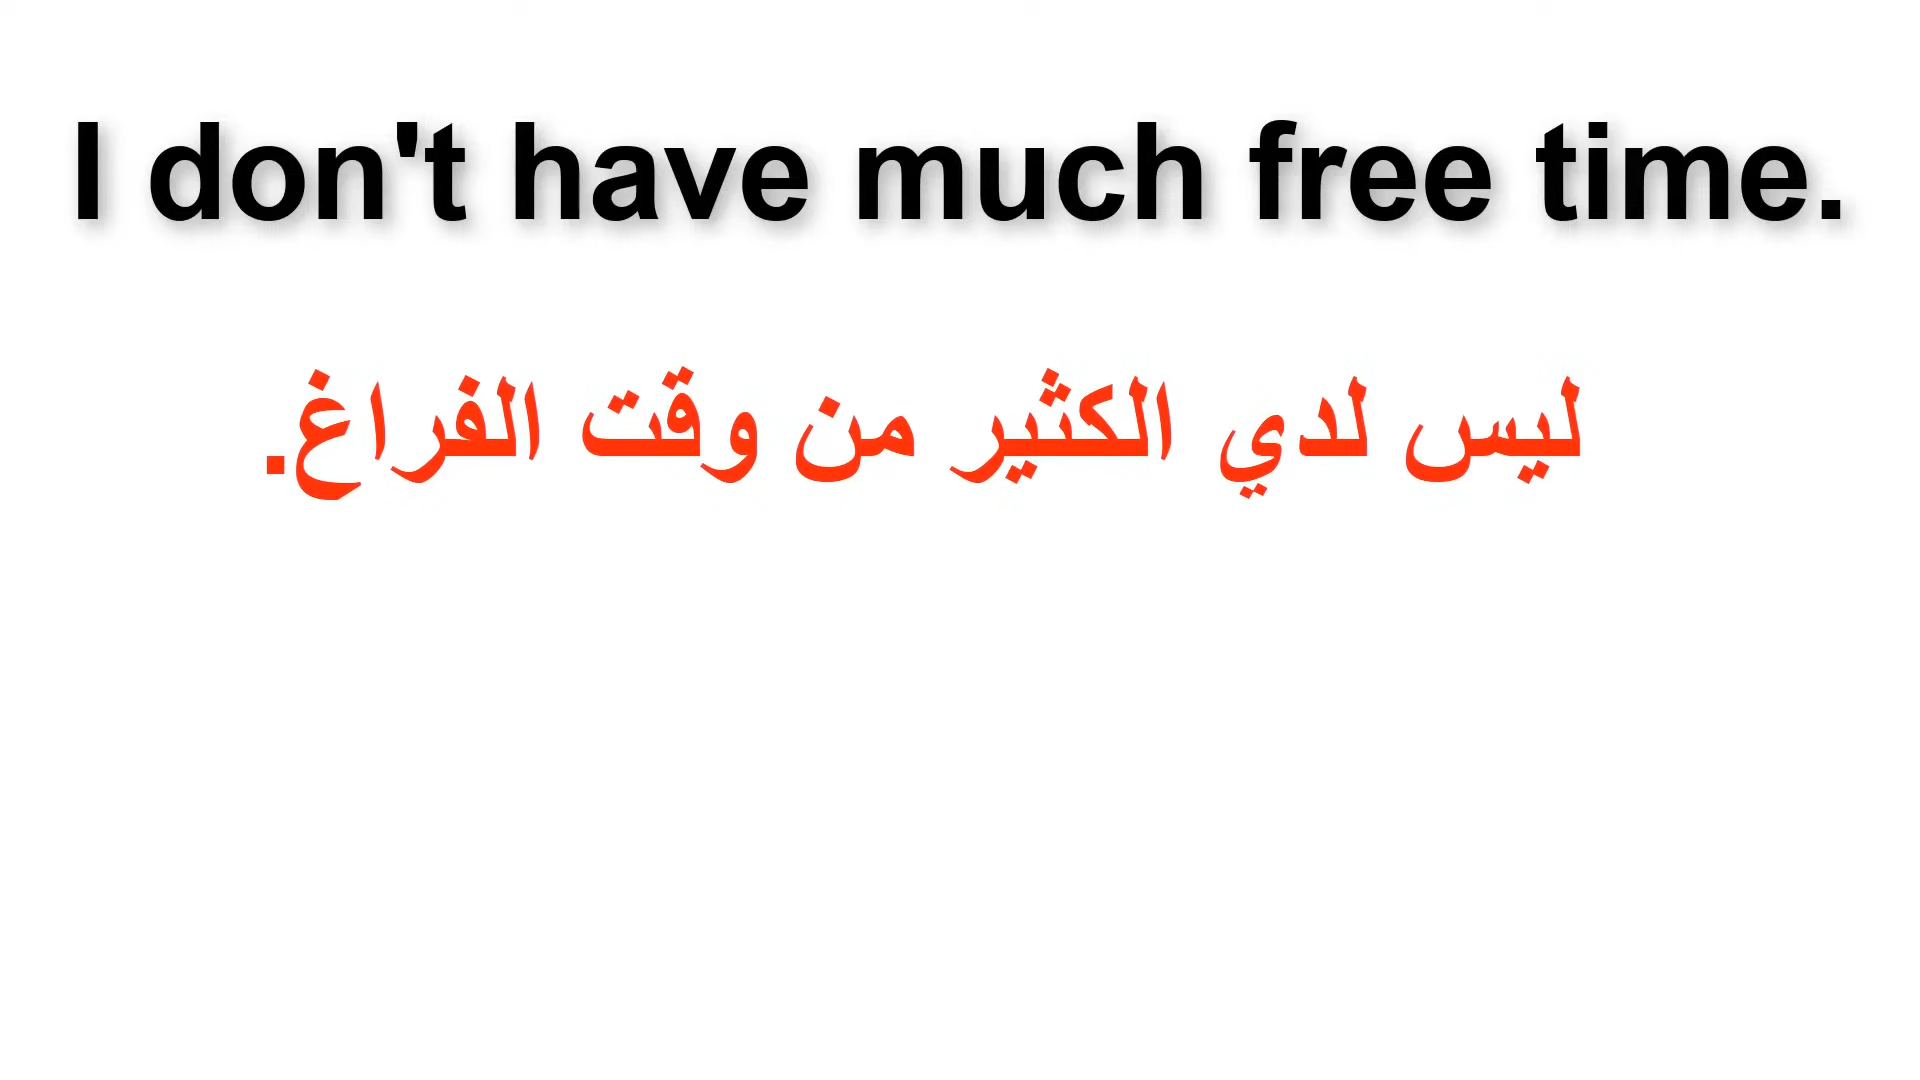 I don't have much free time.
ليس لدي الكثير من وقت الفراغ.